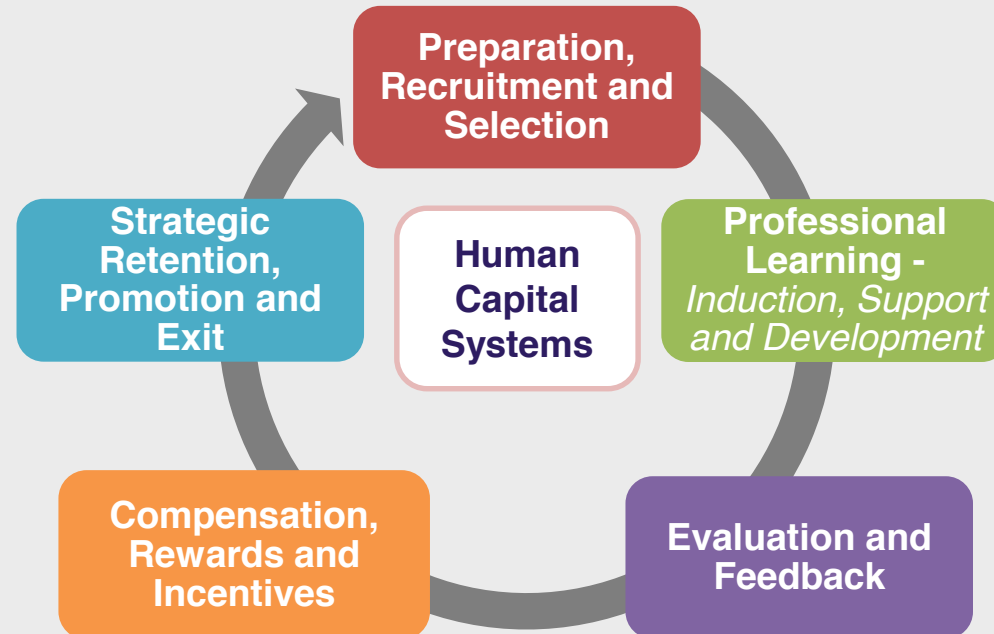 Preparation,
Recruitment and
Selection
Strategic
Retention,
Promotion and
Exit
Human
Capital
Systems
Professional
Learning -
Induction, Support
and Development
Compensation,
Rewards and
Incentives
Evaluation and
Feedback